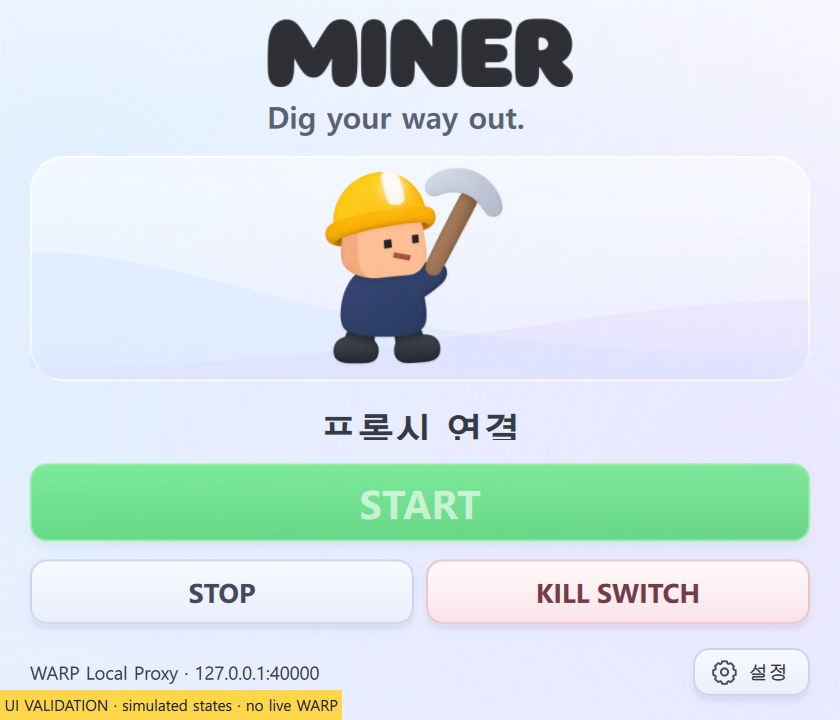 MINER
Dig your way out.
프록시 연결
START
STOP
KILL SWITCH
WARP Local Proxy · 127.0.0.1:40000
설정
UI VALIDATION · simulated states · no live WARP